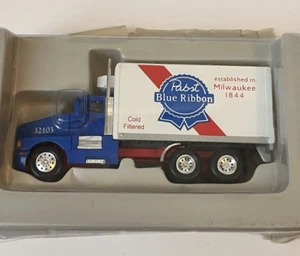 Pabst
Blue Ribbon
established in
Milwaukee
1844
Cold
Filtered
32103